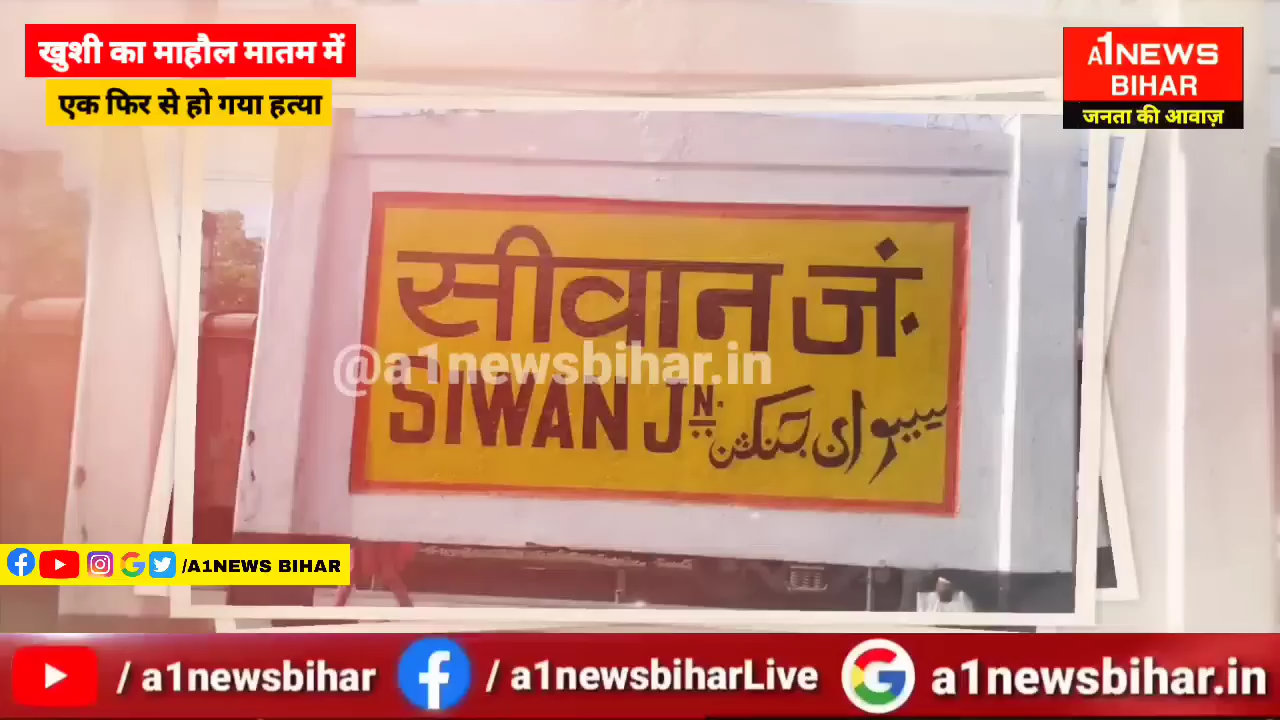 खुशी का माहौल मातम में
एक फिर से हो गया हत्या
A1NEWS
BIHAR
जनता की आवाज़
सीवान जं.
@a1newsbihar.in
SIWAN JN.
سیوان جنکشن
/A1NEWS BIHAR
/ a1newsbihar
/ a1newsbiharLive
a1newsbihar.in